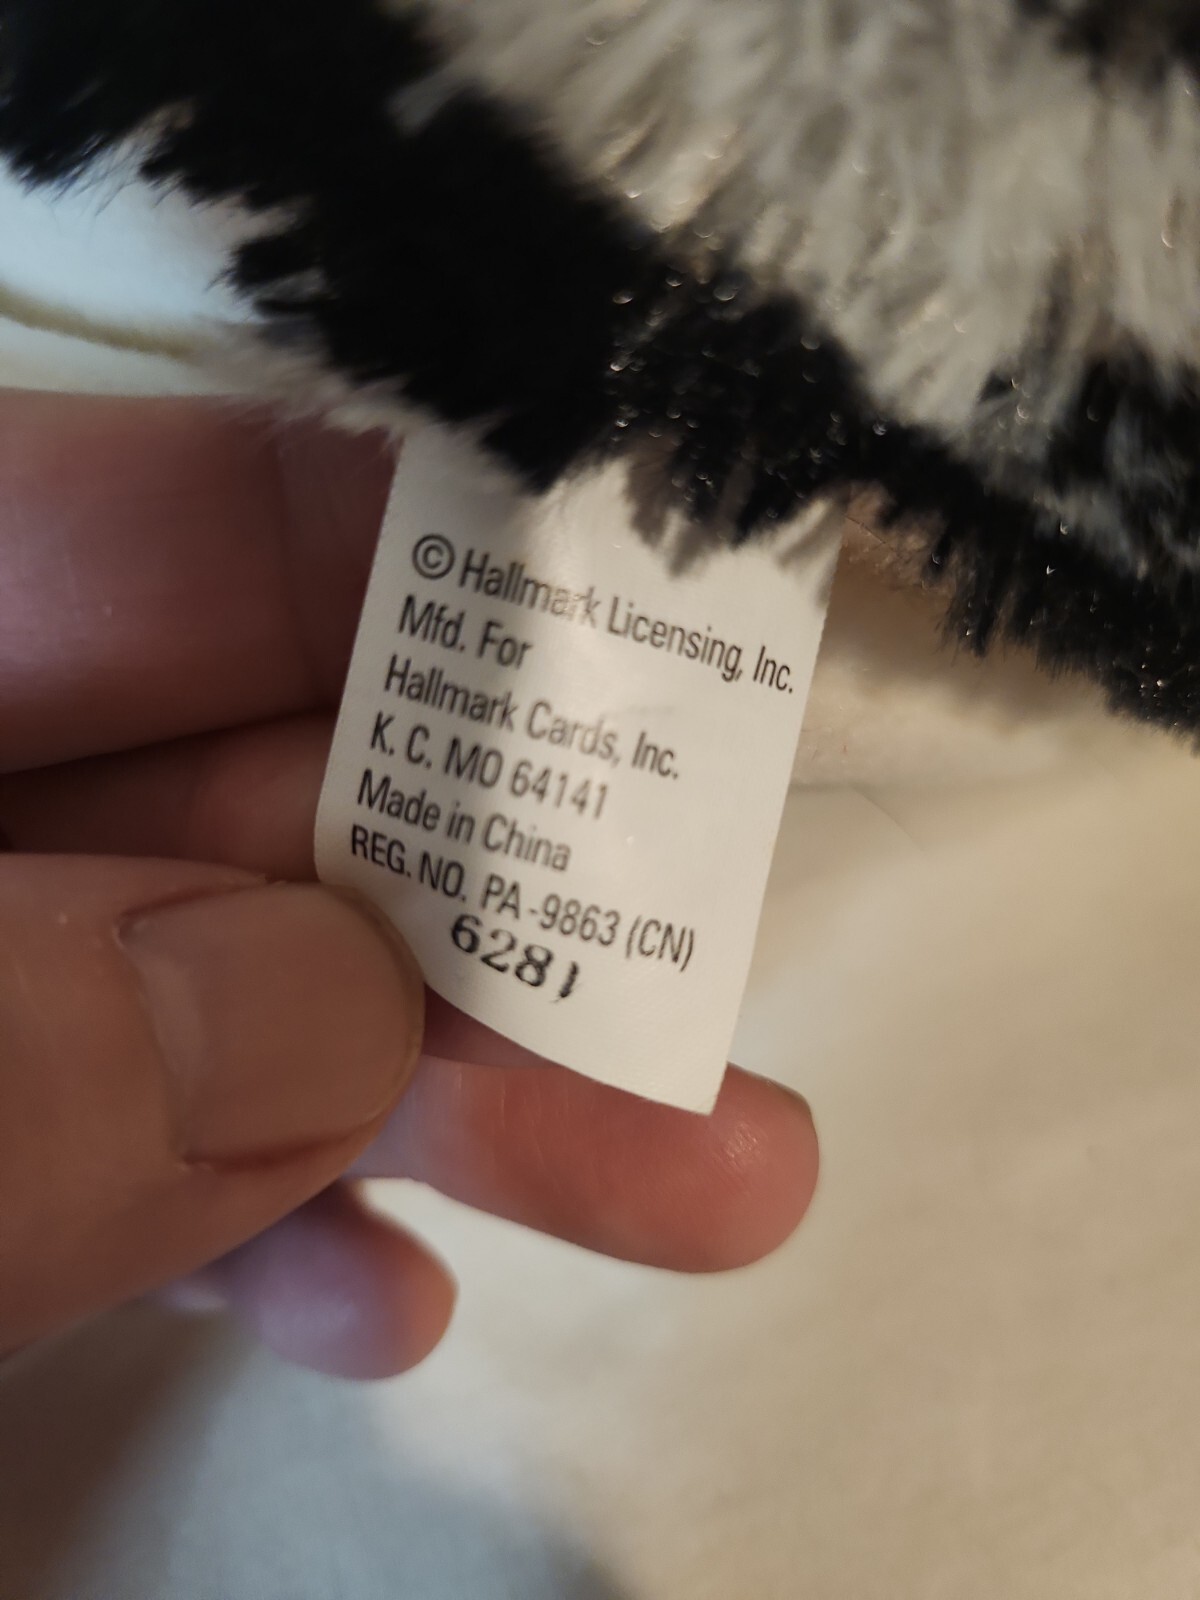 © Hallmark Licensing, Inc.
Mfd. For
Hallmark Cards, Inc.
K. C. MO 64141
Made in China
REG. NO. PA-9863 (CN)
6281